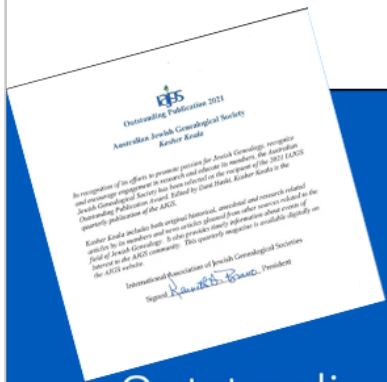 iajgs
Outstanding Publication 2021
Australian Jewish Genealogical Society
Kosher Koala
In recognition of its efforts to promote passion for Jewish Genealogy, recognize
and encourage engagement to research and educate its members, the Australian
Jewish Genealogical Society has been selected as the recipient of the 2021 IAJGS
Outstanding Publication Award. Edited by Dani Haski, Kosher Koala is the
quarterly publication of the AJGS.
Kosher Koala includes both original historical, anecdotal and research related
articles by its members and news articles gleaned from other sources related to the
field of Jewish Genealogy. It also provides timely information about events of
interest to the AJGS community. This quarterly magazine is available digitally on
the AJGS website.
International Association of Jewish Genealogical Societies
Signed Kenneth B. Bravo President